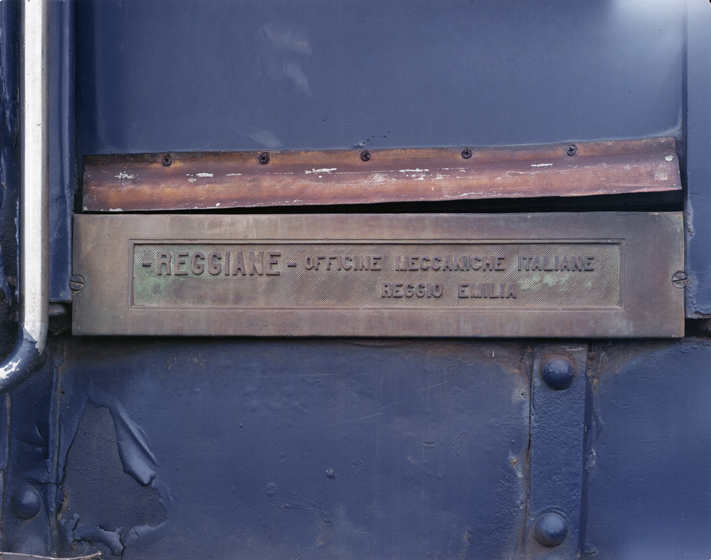 -REGGIANE- OFFICINE MECCANICHE ITALIANE
REGGIO EMILIA